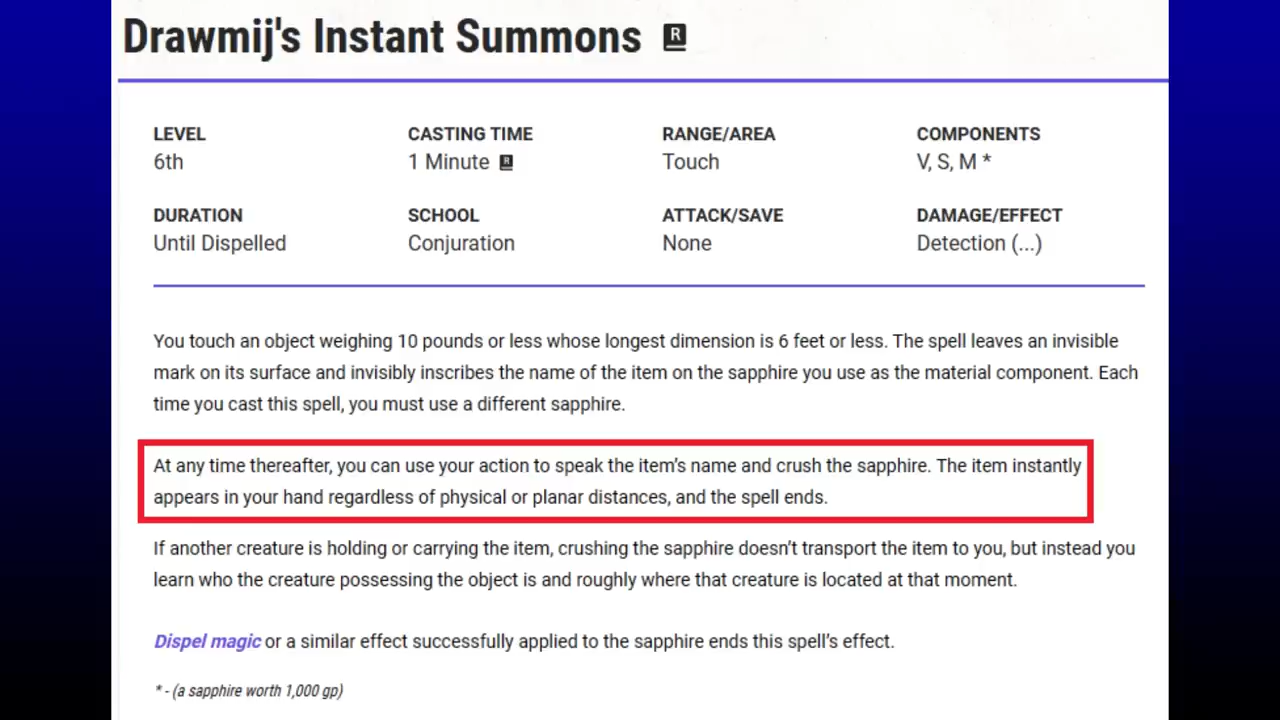 Drawmij's Instant Summons R
LEVEL CASTING TIME RANGE/AREA COMPONENTS
6th 1 Minute R Touch V, S, M *
DURATION SCHOOL ATTACK/SAVE DAMAGE/EFFECT
Until Dispelled Conjuration None Detection (...)
You touch an object weighing 10 pounds or less whose longest dimension is 6 feet or less. The spell leaves an invisible
mark on its surface and invisibly inscribes the name of the item on the sapphire you use as the material component. Each
time you cast this spell, you must use a different sapphire.
At any time thereafter, you can use your action to speak the item's name and crush the sapphire. The item instantly
appears in your hand regardless of physical or planar distances, and the spell ends.
If another creature is holding or carrying the item, crushing the sapphire doesn't transport the item to you, but instead you
learn who the creature possessing the object is and roughly where that creature is located at that moment.
Dispel magic or a similar effect successfully applied to the sapphire ends this spell's effect.
* - (a sapphire worth 1,000 gp)